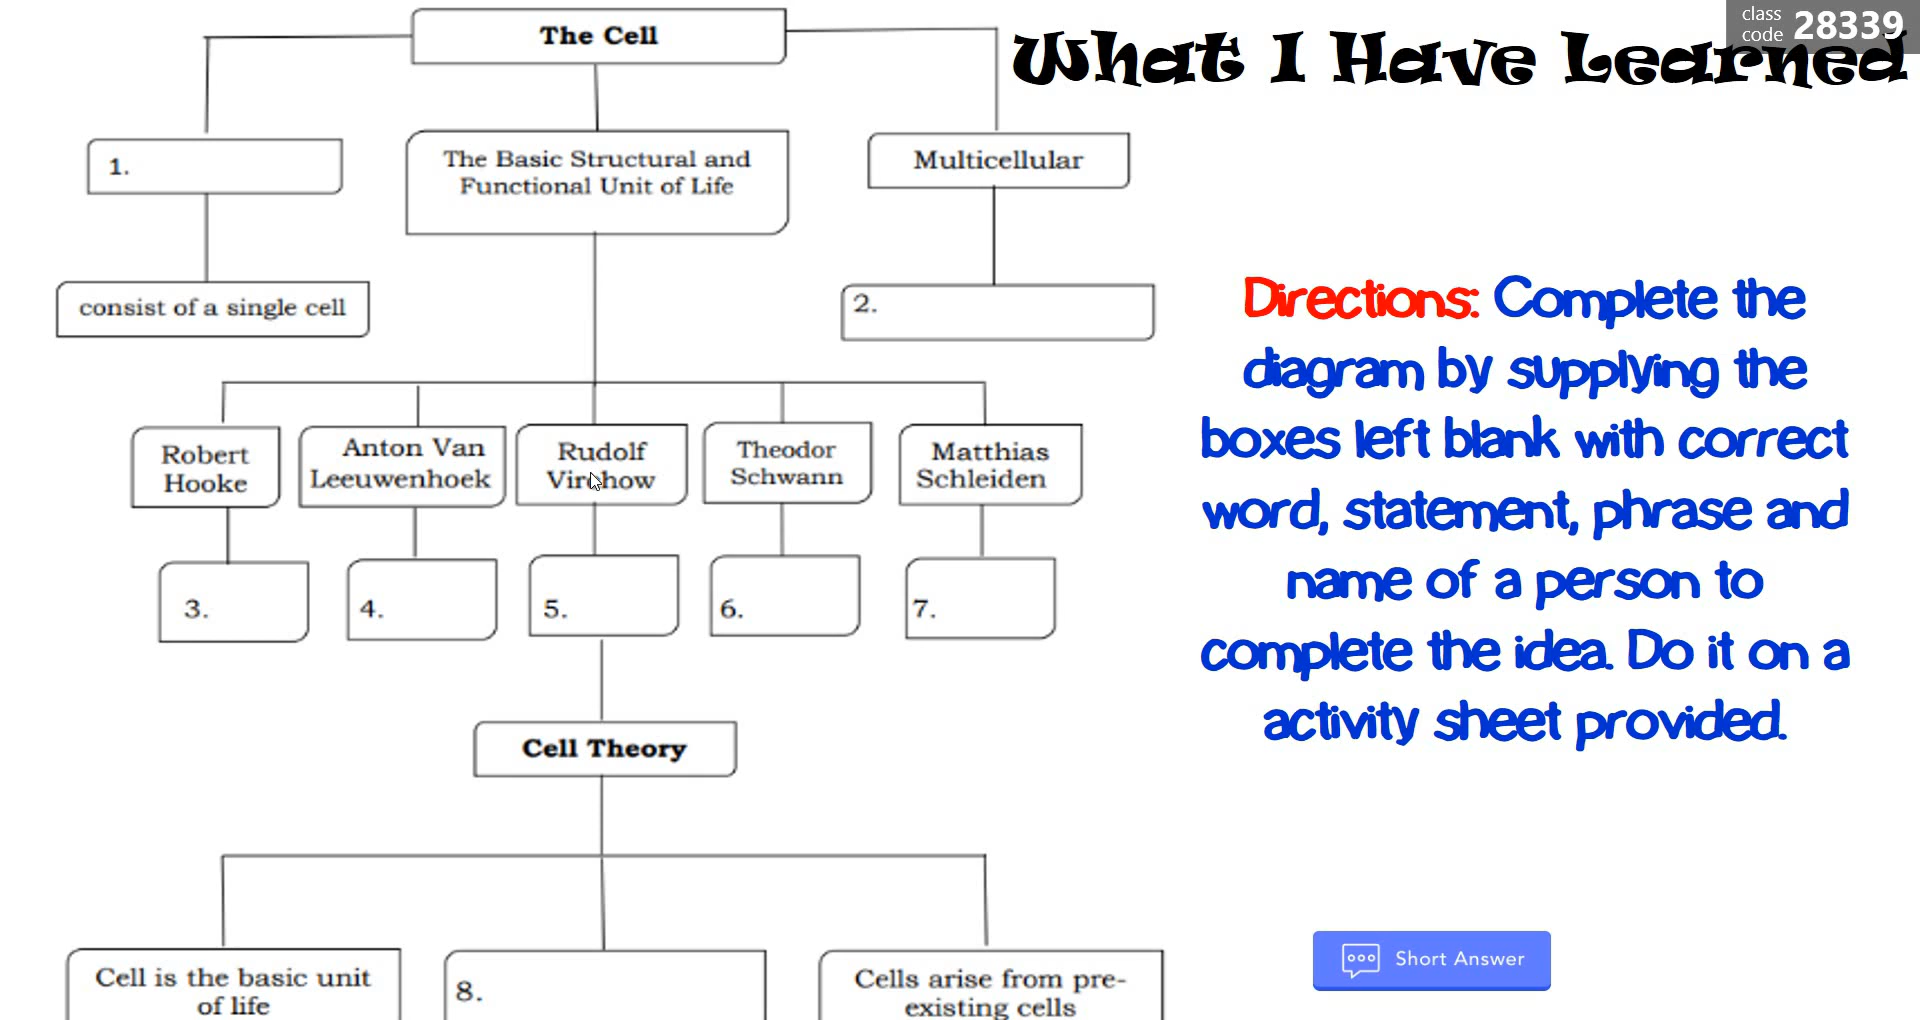 The Cell
class
code 28339
What I Have Learned
1.
The Basic Structural and
Functional Unit of Life
Multicellular
consist of a single cell
2.
Directions: Complete the
diagram by supplying the
boxes left blank with correct
word, statement, phrase and
name of a person to
complete the idea. Do it on a
activity sheet provided.
Robert
Hooke
Anton Van
Leeuwenhoek
Rudolf
Virchow
Theodor
Schwann
Matthias
Schleiden
3.
4.
5.
6.
7.
Cell Theory
Cell is the basic unit
of life
8.
Cells arise from pre-
existing cells
Short Answer